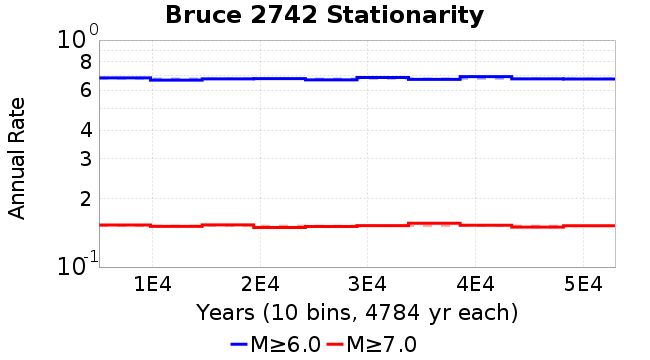 Bruce 2742 Stationarity
Annual Rate
10^0
8
6
4
3
2
10^-1
1E4 2E4 3E4 4E4 5E4
Years (10 bins, 4784 yr each)
M≥6.0 M≥7.0